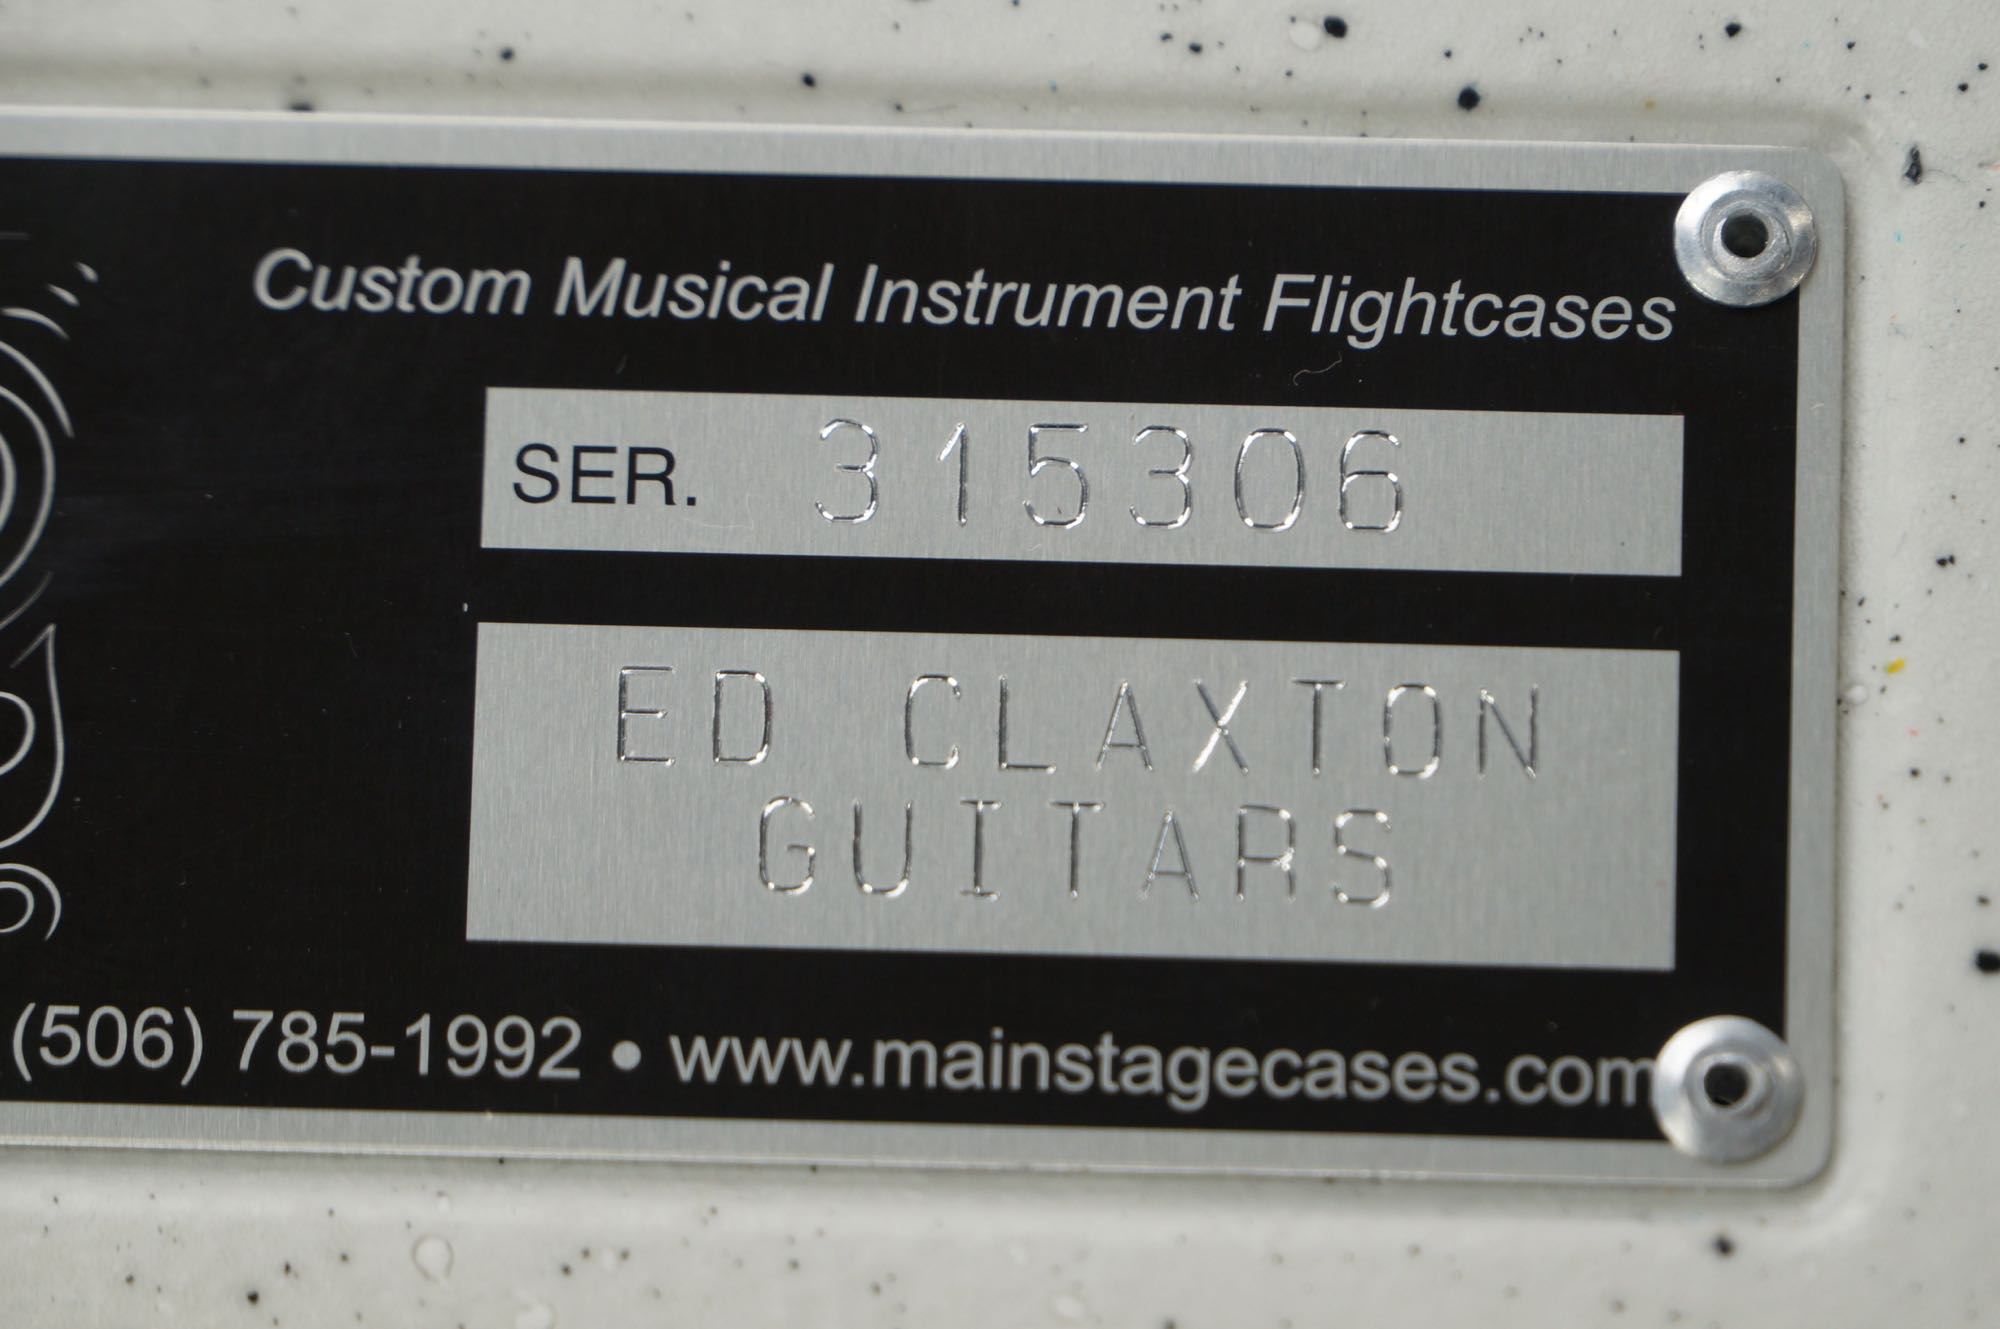 Custom Musical Instrument Flightcases
SER. 315306
ED CLAXTON
GUITARS
(506) 785-1992 • www.mainstagecases.com